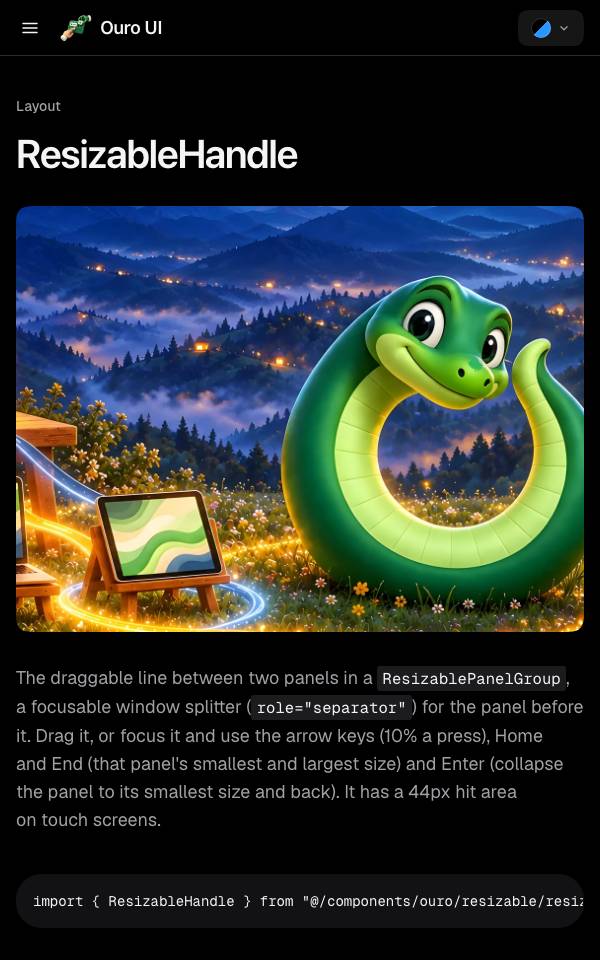 Ouro UI
Layout
ResizableHandle
The draggable line between two panels in a ResizablePanelGroup,
a focusable window splitter (role="separator") for the panel before
it. Drag it, or focus it and use the arrow keys (10% a press), Home
and End (that panel's smallest and largest size) and Enter (collapse
the panel to its smallest size and back). It has a 44px hit area
on touch screens.
import { ResizableHandle } from "@/components/ouro/resizable/resiz